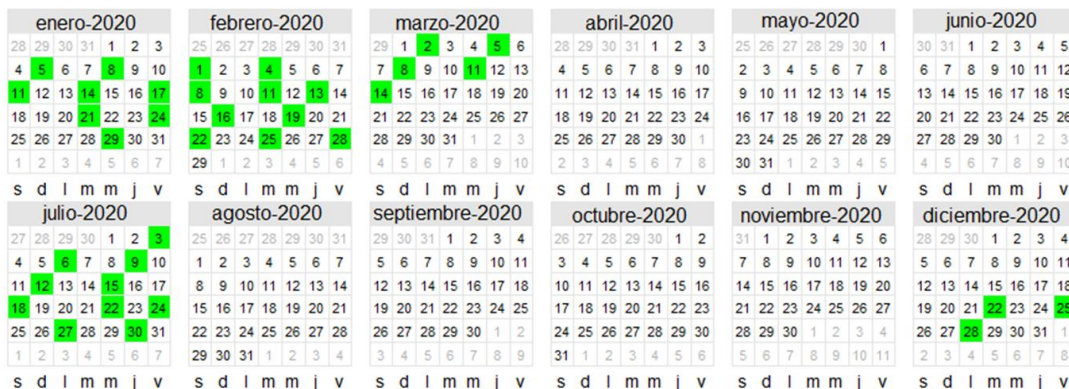 enero-2020 febrero-2020 marzo-2020 abril-2020 mayo-2020 junio-2020
28 29 30 31 1 2 3 25 26 27 28 29 30 31 29 1 2 3 4 5 6 28 29 30 31 1 2 3 25 26 27 28 29 30 1 30 31 1 2 3 4 5
4 5 6 7 8 9 10 1 2 3 4 5 6 7 7 8 9 10 11 12 13 4 5 6 7 8 9 10 2 3 4 5 6 7 8 6 7 8 9 10 11 12
11 12 13 14 15 16 17 8 9 10 11 12 13 14 14 15 16 17 18 19 20 11 12 13 14 15 16 17 9 10 11 12 13 14 15 13 14 15 16 17 18 19
18 19 20 21 22 23 24 15 16 17 18 19 20 21 21 22 23 24 25 26 27 18 19 20 21 22 23 24 16 17 18 19 20 21 22 20 21 22 23 24 25 26
25 26 27 28 29 30 31 22 23 24 25 26 27 28 28 29 30 31 1 2 3 25 26 27 28 29 30 1 23 24 25 26 27 28 29 27 28 29 30 1 2 3
1 2 3 4 5 6 7 29 1 2 3 4 5 6 4 5 6 7 8 9 10 2 3 4 5 6 7 8 30 31 1 2 3 4 5 4 5 6 7 8 9 10
s d l m m j v s d l m m j v s d l m m j v s d l m m j v s d l m m j v s d l m m j v
julio-2020 agosto-2020 septiembre-2020 octubre-2020 noviembre-2020 diciembre-2020
27 28 29 30 1 2 3 25 26 27 28 29 30 31 29 30 31 1 2 3 4 26 27 28 29 30 1 2 31 1 2 3 4 5 6 28 29 30 1 2 3 4
4 5 6 7 8 9 10 1 2 3 4 5 6 7 5 6 7 8 9 10 11 3 4 5 6 7 8 9 7 8 9 10 11 12 13 5 6 7 8 9 10 11
11 12 13 14 15 16 17 8 9 10 11 12 13 14 12 13 14 15 16 17 18 10 11 12 13 14 15 16 14 15 16 17 18 19 20 12 13 14 15 16 17 18
18 19 20 21 22 23 24 15 16 17 18 19 20 21 19 20 21 22 23 24 25 17 18 19 20 21 22 23 21 22 23 24 25 26 27 19 20 21 22 23 24 25
25 26 27 28 29 30 31 22 23 24 25 26 27 28 26 27 28 29 30 1 2 24 25 26 27 28 29 30 28 29 30 1 2 3 4 26 27 28 29 30 31 1
1 2 3 4 5 6 7 29 30 31 1 2 3 4 3 4 5 6 7 8 9 31 1 2 3 4 5 6 5 6 7 8 9 10 11 2 3 4 5 6 7 8
s d l m m j v s d l m m j v s d l m m j v s d l m m j v s d l m m j v s d l m m j v